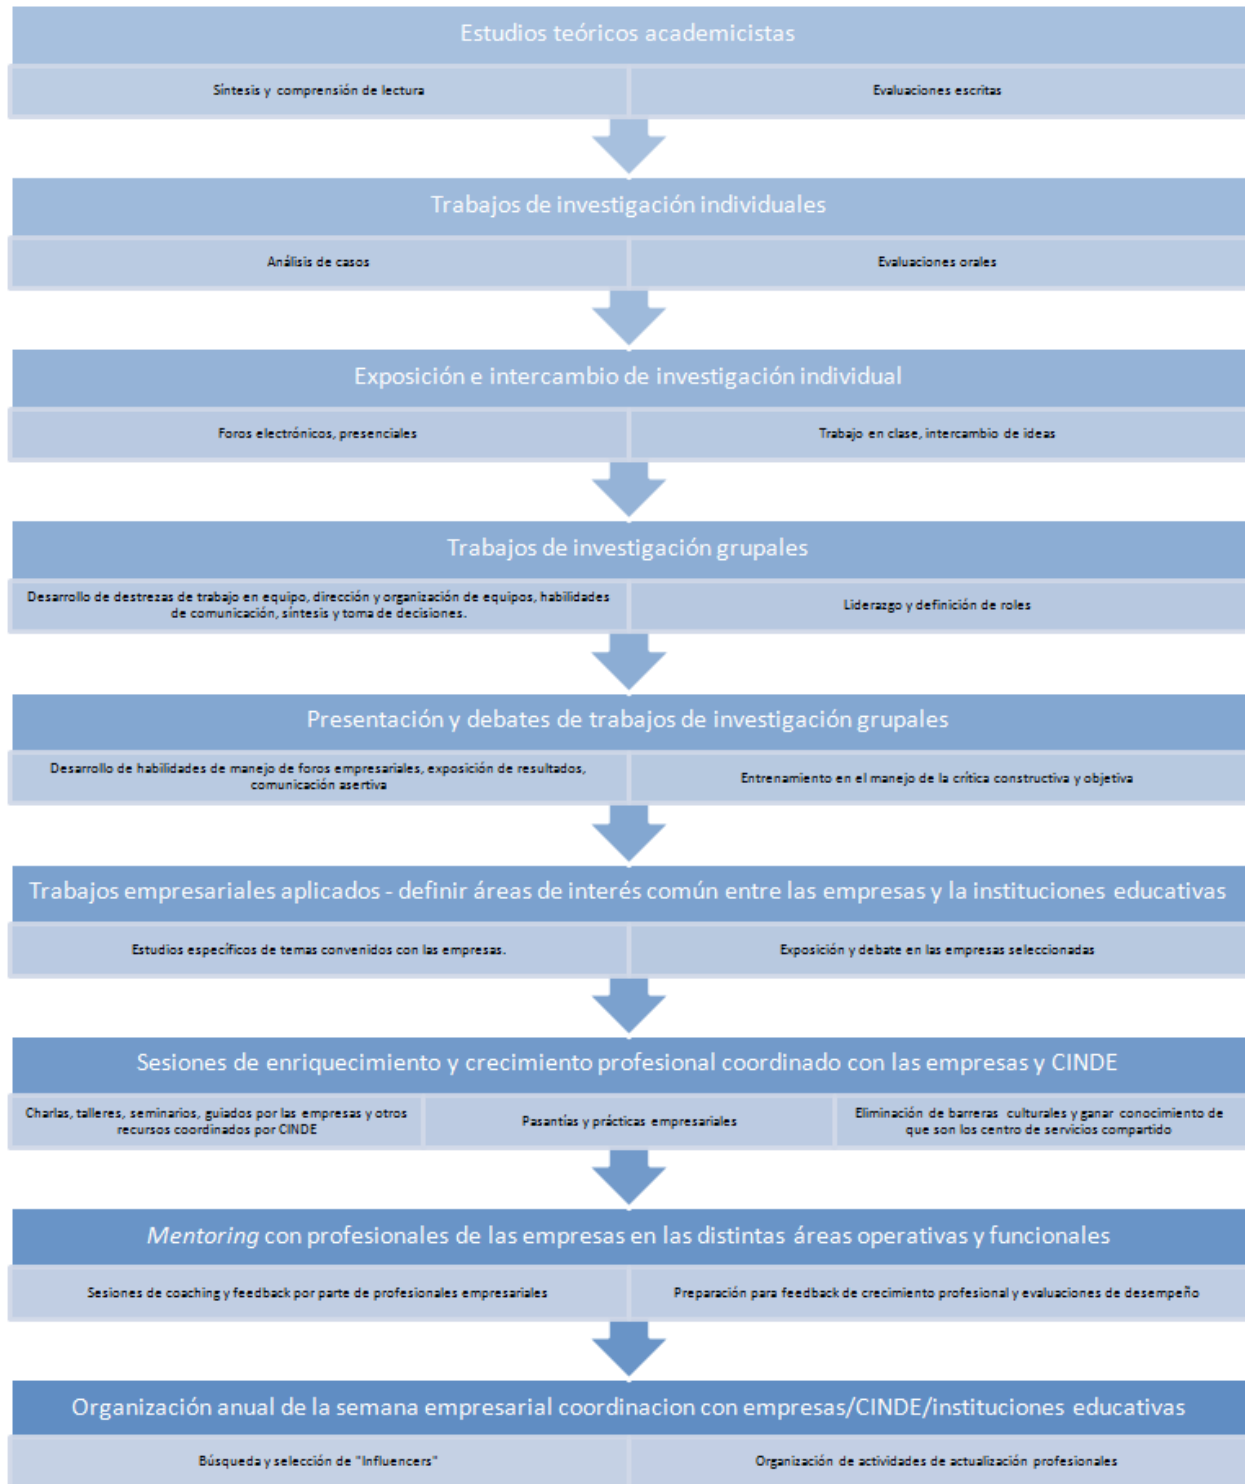 Estudios teóricos academicistas
Síntesis y comprensión de lectura
Evaluaciones escritas
Trabajos de investigación individuales
Análisis de casos
Evaluaciones orales
Exposición e intercambio de investigación individual
Foros electrónicos, presenciales
Trabajo en clase, intercambio de ideas
Trabajos de investigación grupales
Desarrollo de destrezas de trabajo en equipo, dirección y organización de equipos, habilidades
de comunicación, síntesis y toma de decisiones.
Liderazgo y definición de roles
Presentación y debates de trabajos de investigación grupales
Desarrollo de habilidades de manejo de foros empresariales, exposición de resultados,
comunicación asertiva
Entrenamiento en el manejo de la crítica constructiva y objetiva
Trabajos empresariales aplicados - definir áreas de interés común entre las empresas y la instituciones educativas
Estudios específicos de temas convenidos con las empresas.
Exposición y debate en las empresas seleccionadas
Sesiones de enriquecimiento y crecimiento profesional coordinado con las empresas y CINDE
Charlas, talleres, seminarios, guiados por las empresas y otros
recursos coordinados por CINDE
Pasantías y prácticas empresariales
Eliminación de barreras culturales y ganar conocimiento de
que son los centro de servicios compartido
Mentoring con profesionales de las empresas en las distintas áreas operativas y funcionales
Sesiones de coaching y feedback por parte de profesionales empresariales
Preparación para feedback de crecimiento profesional y evaluaciones de desempeño
Organización anual de la semana empresarial coordinacion con empresas/CINDE/instituciones educativas
Búsqueda y selección de "Influencers"
Organización de actividades de actualización profesionales